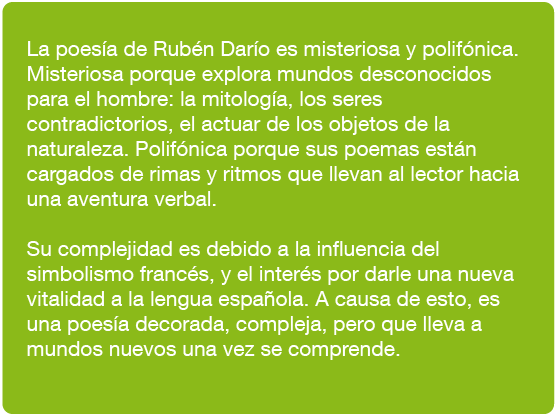 La poesía de Rubén Darío es misteriosa y polifónica.
Misteriosa porque explora mundos desconocidos
para el hombre: la mitología, los seres
contradictorios, el actuar de los objetos de la
naturaleza. Polifónica porque sus poemas están
cargados de rimas y ritmos que llevan al lector hacia
una aventura verbal.
Su complejidad es debido a la influencia del
simbolismo francés, y el interés por darle una nueva
vitalidad a la lengua española. A causa de esto, es
una poesía decorada, compleja, pero que lleva a
mundos nuevos una vez se comprende.